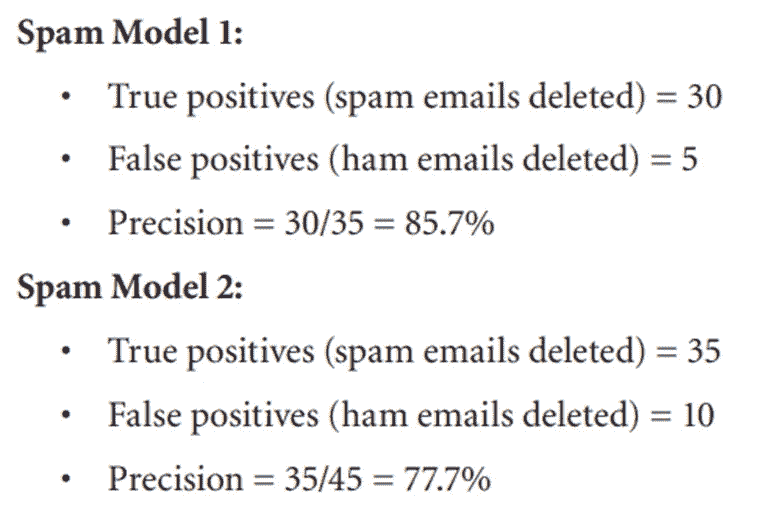 Spam Model 1:
• True positives (spam emails deleted) = 30
• False positives (ham emails deleted) = 5
• Precision = 30/35 = 85.7%
Spam Model 2:
• True positives (spam emails deleted) = 35
• False positives (ham emails deleted) = 10
• Precision = 35/45 = 77.7%